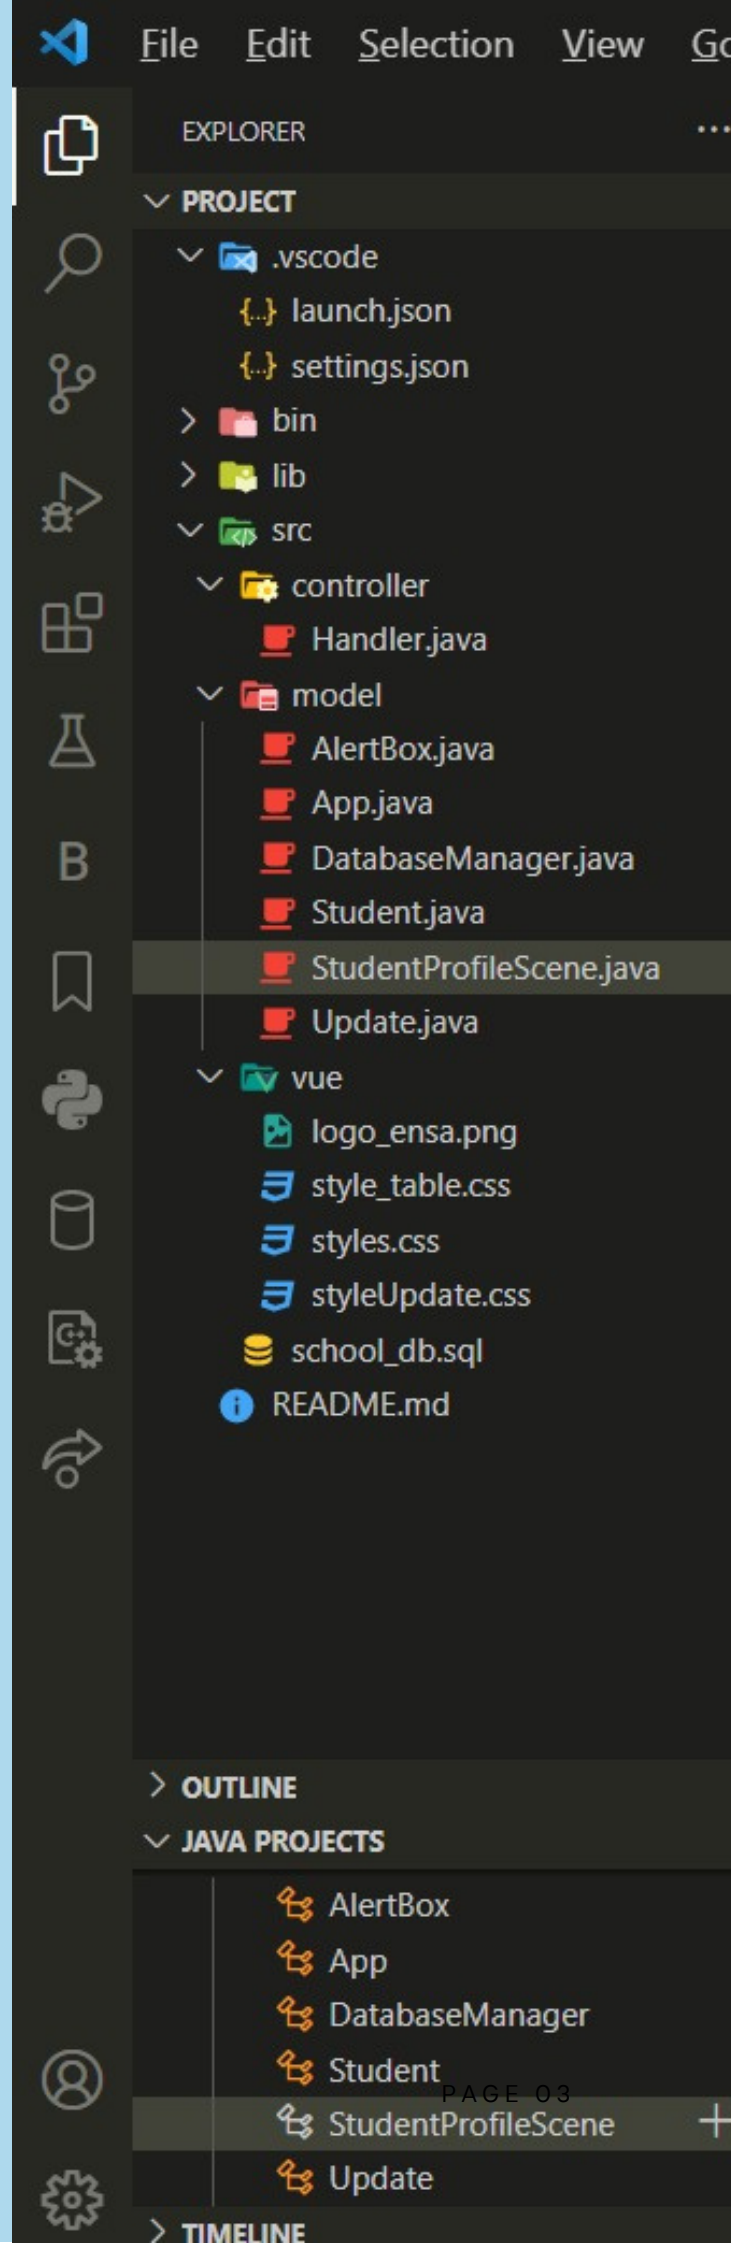 File Edit Selection View Go
EXPLORER ...
PROJECT
.vscode
{..} launch.json
{..} settings.json
bin
lib
src
controller
Handler.java
model
AlertBox.java
App.java
DatabaseManager.java
Student.java
StudentProfileScene.java
Update.java
vue
logo_ensa.png
style_table.css
styles.css
styleUpdate.css
school_db.sql
README.md
OUTLINE
JAVA PROJECTS
AlertBox
App
DatabaseManager
Student
PAGE 03
StudentProfileScene
Update
TIMELINE